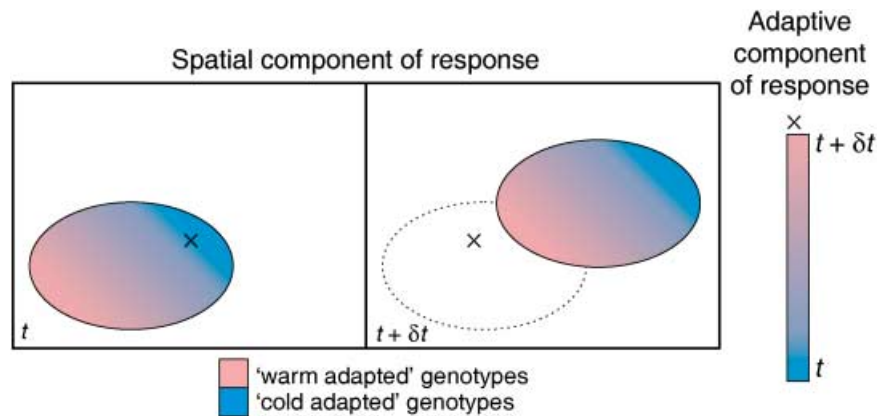 Spatial component of response
Adaptive
component
of response
×
t + δt
×
×
t
t + δt
t
'warm adapted' genotypes
'cold adapted' genotypes